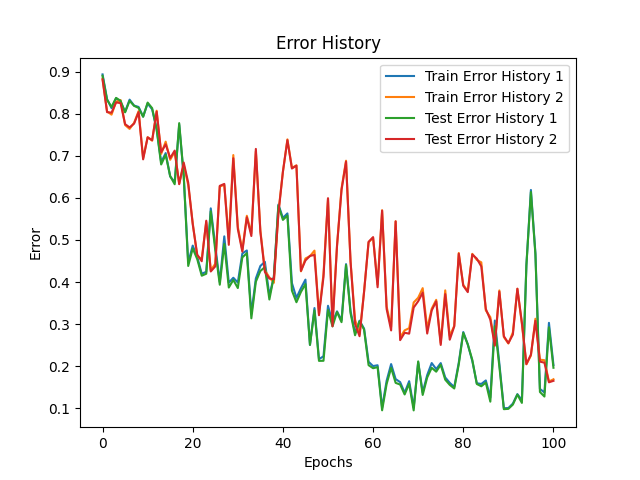 Error History
Error
0.9
0.8
0.7
0.6
0.5
0.4
0.3
0.2
0.1
Train Error History 1
Train Error History 2
Test Error History 1
Test Error History 2
0 20 40 60 80 100
Epochs